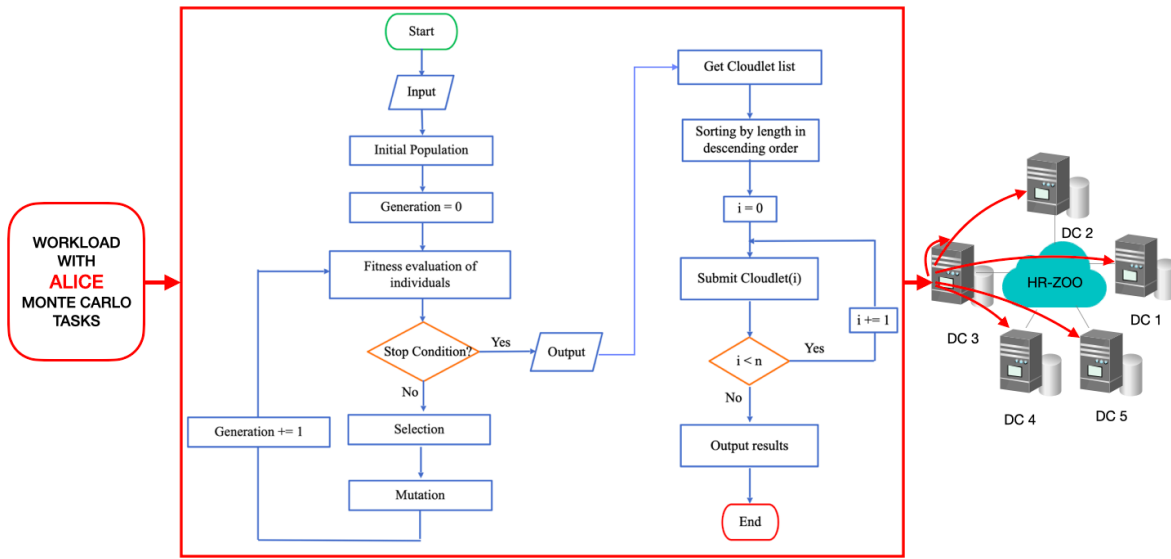 WORKLOAD
WITH
ALICE
MONTE CARLO
TASKS
Start
Input
Initial Population
Generation = 0
Fitness evaluation of
individuals
Stop Condition?
Yes
Output
No
Selection
Generation += 1
Mutation
Get Cloudlet list
Sorting by length in
descending order
i = 0
Submit Cloudlet(i)
i += 1
i < n
Yes
No
Output results
End
DC 2
HR-ZOO
DC 1
DC 3
DC 4
DC 5